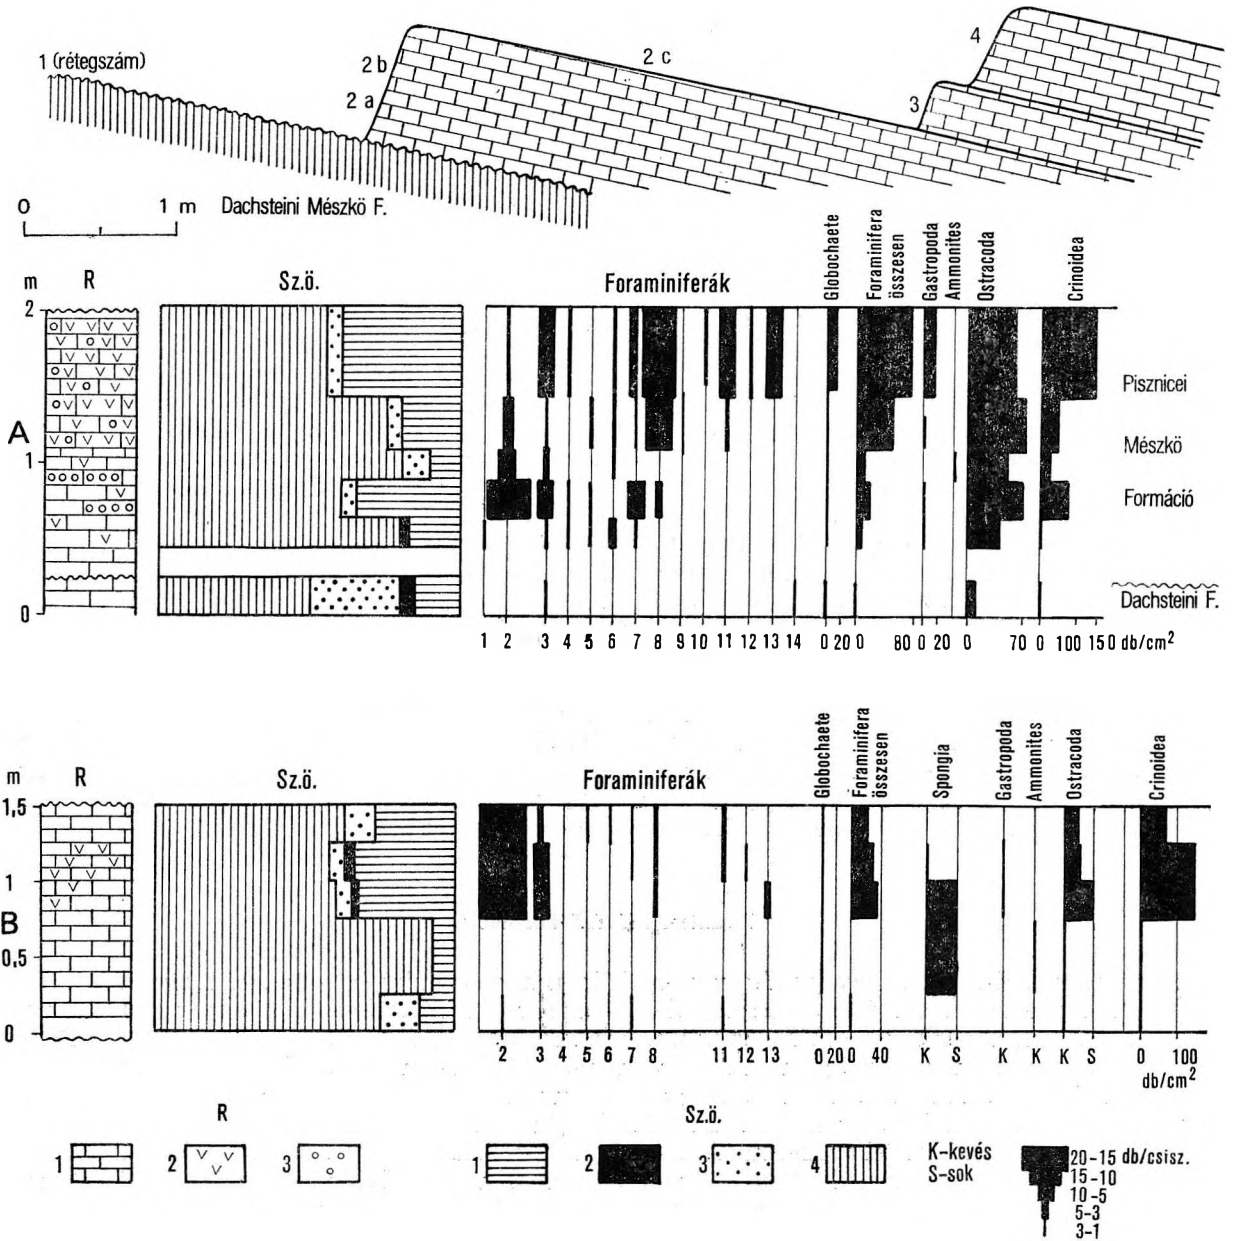 1 (rétegszám)
2 b
2 a
2 c
3
4
0 1 m Dachsteini Mészkö F.
m R Sz.ö. Foraminiferák
Globochaete
Foraminifera összesen
Gastropoda
Ammonites
Ostracoda
Crinoidea
A
2
1
0
Pisznicei
Mészkö
Formáció
Dachsteini F.
1 2 3 4 5 6 7 8 9 10 11 12 13 14 0 20 0 80 0 20 0 70 0 100 150 db/cm²
m R Sz.ö. Foraminiferák
Globochaete
Foraminifera összesen
Spongia
Gastropoda
Ammonites
Ostracoda
Crinoidea
B
1,5
1
0,5
0
2 3 4 5 6 7 8 11 12 13 0 20 0 40 K S K K K S 0 100
db/cm²
R Sz.ö.
1 2 3 1 2 3 4
K-kevés
S-sok
20-15 db/csisz.
15-10
10-5
5-3
3-1